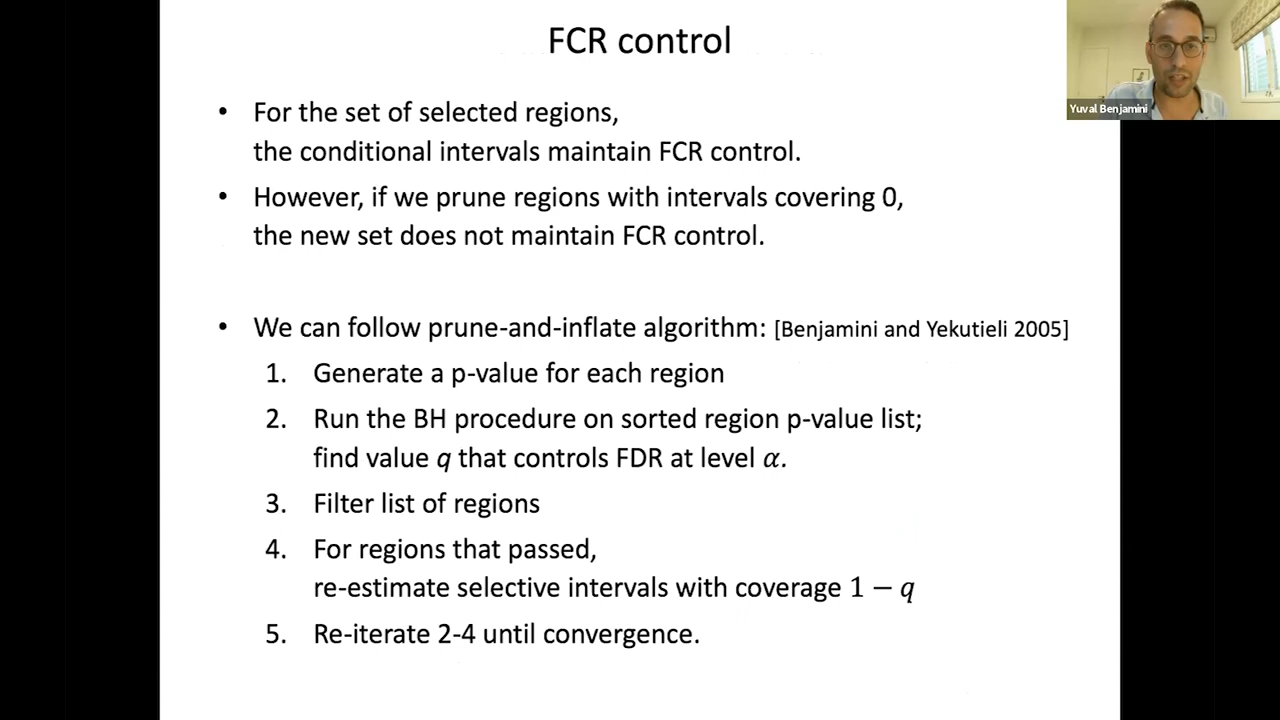 FCR control
Yuval Benjamini
• For the set of selected regions,
the conditional intervals maintain FCR control.
• However, if we prune regions with intervals covering 0,
the new set does not maintain FCR control.
• We can follow prune-and-inflate algorithm: [Benjamini and Yekutieli 2005]
1. Generate a p-value for each region
2. Run the BH procedure on sorted region p-value list;
find value q that controls FDR at level α.
3. Filter list of regions
4. For regions that passed,
re-estimate selective intervals with coverage 1 − q
5. Re-iterate 2-4 until convergence.